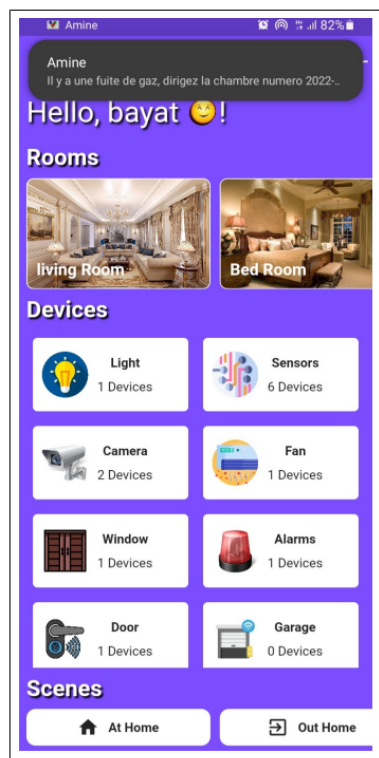 Amine 82%
Amine
Il y a une fuite de gaz, dirigez la chambre numero 2022-..
Hello, bayat 😊!
Rooms
living Room Bed Room
Devices
Light Sensors
1 Devices 6 Devices
Camera Fan
2 Devices 1 Devices
Window Alarms
1 Devices 1 Devices
Door Garage
1 Devices 0 Devices
Scenes
At Home Out Home